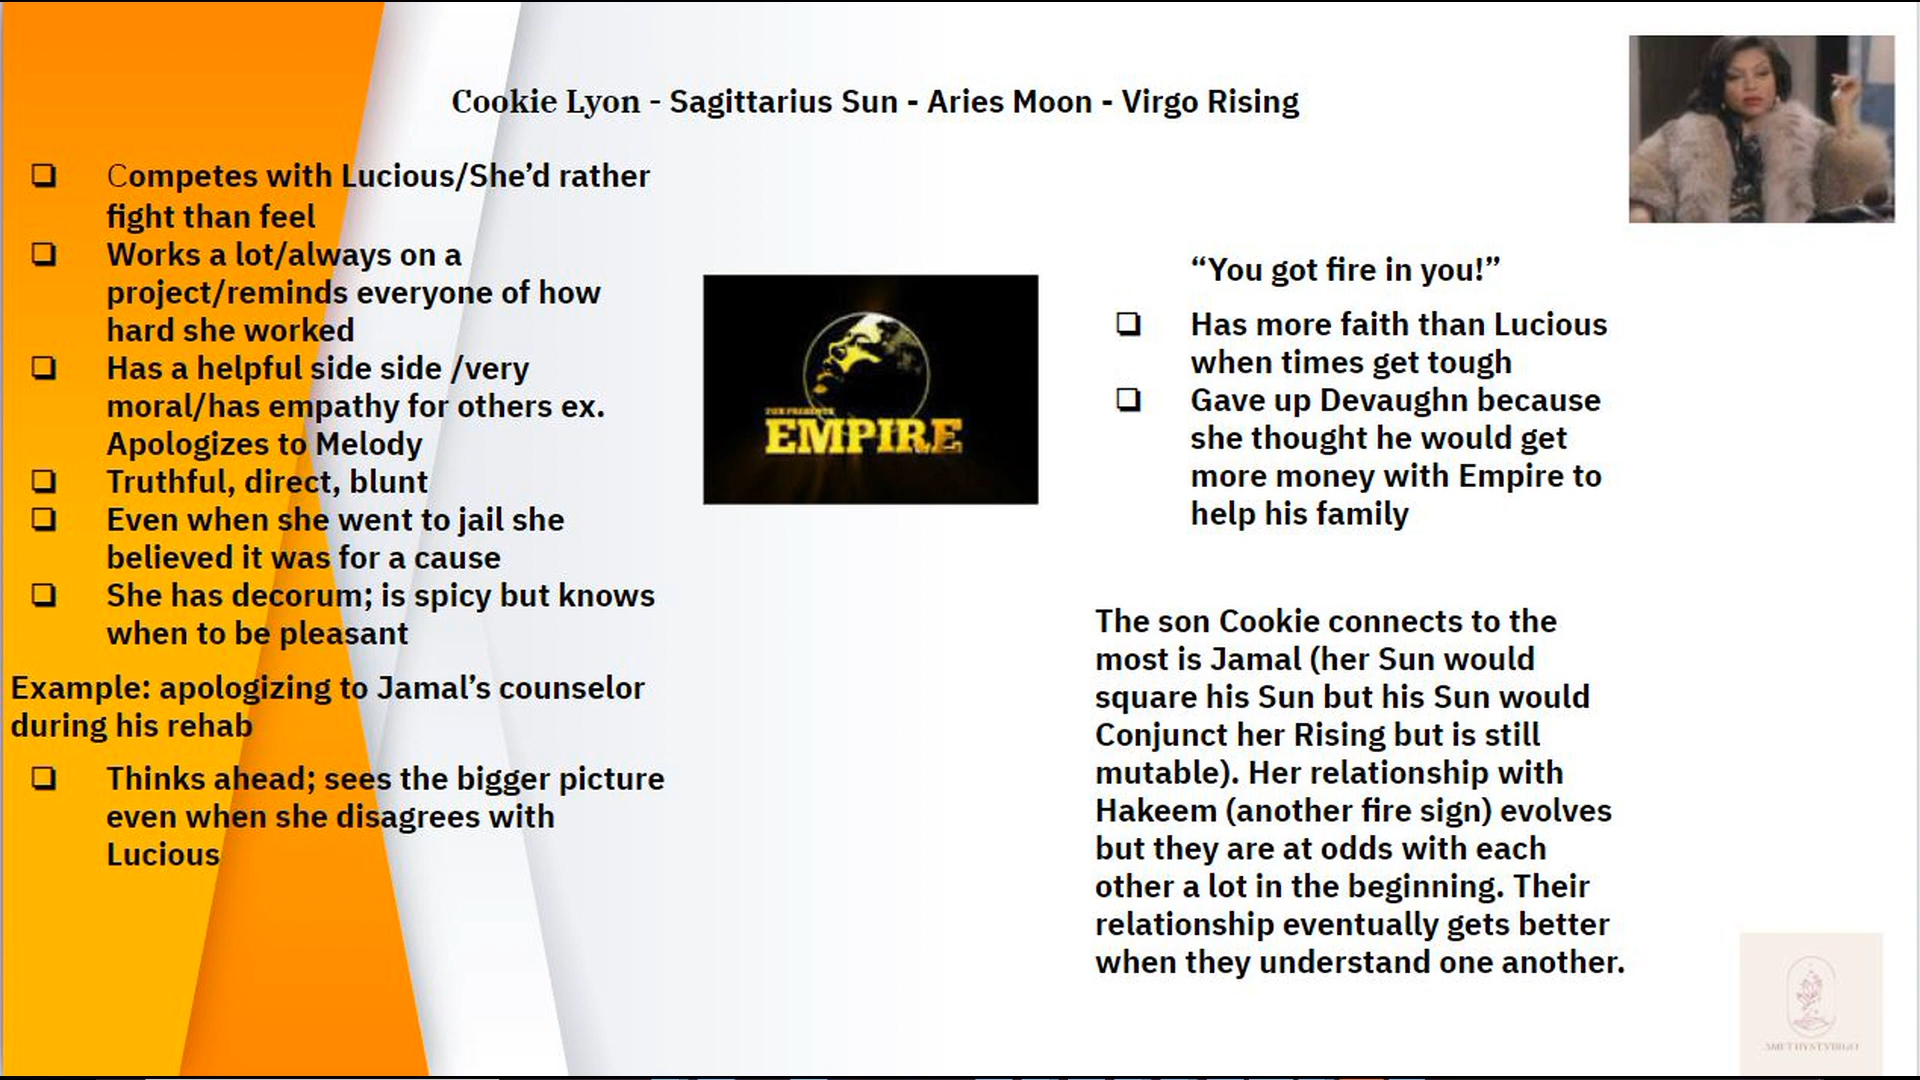 Cookie Lyon - Sagittarius Sun - Aries Moon - Virgo Rising
Competes with Lucious/She’d rather
fight than feel
Works a lot/always on a
project/reminds everyone of how
hard she worked
Has a helpful side side /very
moral/has empathy for others ex.
Apologizes to Melody
Truthful, direct, blunt
Even when she went to jail she
believed it was for a cause
She has decorum; is spicy but knows
when to be pleasant
Example: apologizing to Jamal’s counselor
during his rehab
Thinks ahead; sees the bigger picture
even when she disagrees with
Lucious
FOX PRESENTS
EMPIRE
“You got fire in you!”
Has more faith than Lucious
when times get tough
Gave up Devaughn because
she thought he would get
more money with Empire to
help his family
The son Cookie connects to the
most is Jamal (her Sun would
square his Sun but his Sun would
Conjunct her Rising but is still
mutable). Her relationship with
Hakeem (another fire sign) evolves
but they are at odds with each
other a lot in the beginning. Their
relationship eventually gets better
when they understand one another.
AMETHYSTVIRGO